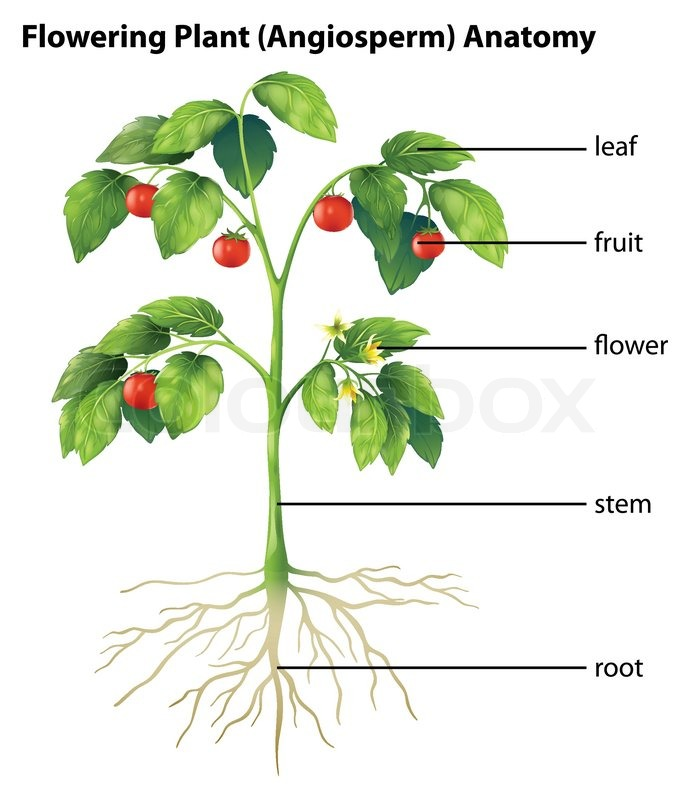 Flowering Plant (Angiosperm) Anatomy
leaf
fruit
flower
stem
root